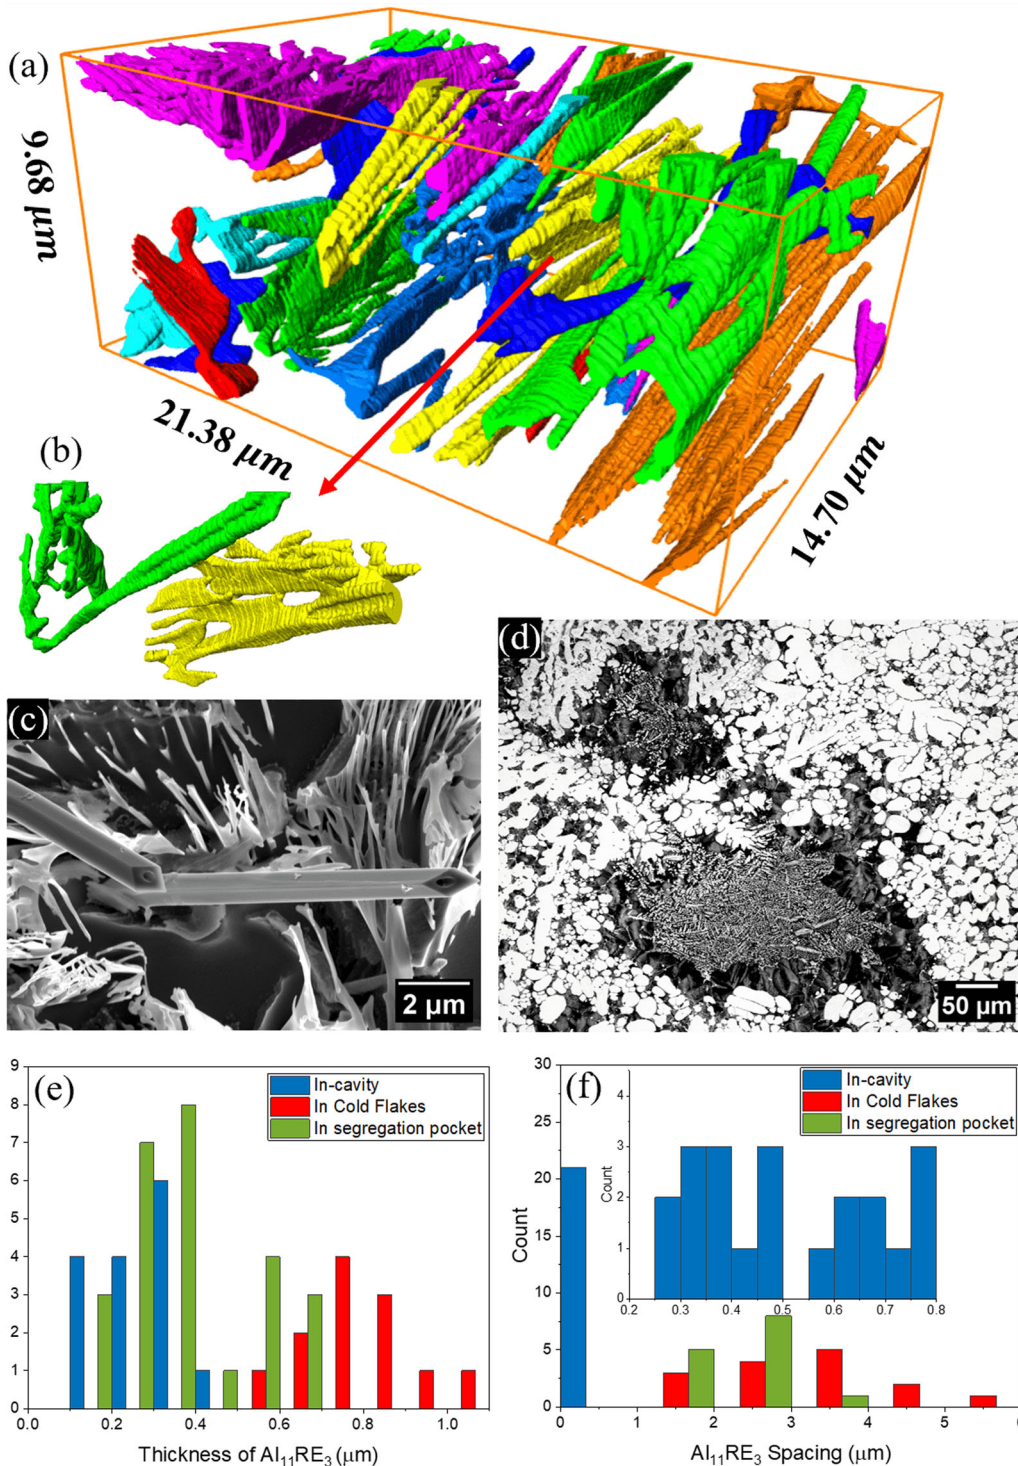 (a)
9.68 μm
21.38 μm
14.70 μm
(b)
(c)
2 μm
(d)
50 μm
(e)
In-cavity
In Cold Flakes
In segregation pocket
9
8
7
6
5
4
3
2
1
0
0.0 0.2 0.4 0.6 0.8 1.0
Thickness of Al₁₁RE₃ (μm)
(f)
In-cavity
In Cold Flakes
In segregation pocket
Count
30
25
20
15
10
5
0
Count
4
3
2
1
0
0.2 0.3 0.4 0.5 0.6 0.7 0.8
0 1 2 3 4 5
Al₁₁RE₃ Spacing (μm)